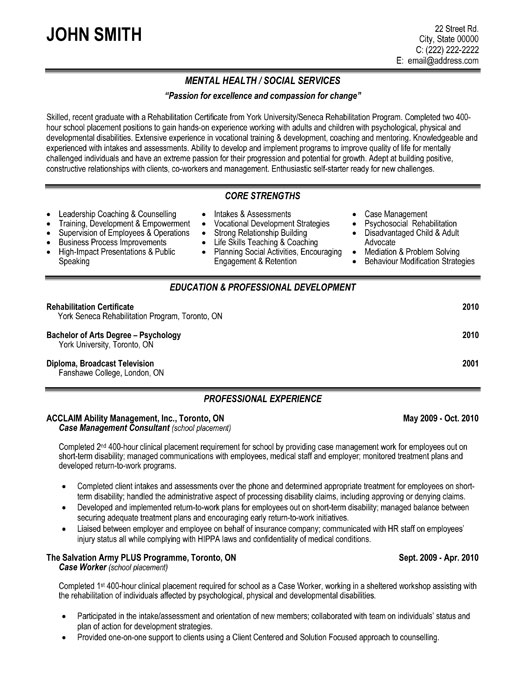 JOHN SMITH
22 Street Rd.
City, State 00000
C: (222) 222-2222
E: email@address.com
MENTAL HEALTH / SOCIAL SERVICES
“Passion for excellence and compassion for change”
Skilled, recent graduate with a Rehabilitation Certificate from York University/Seneca Rehabilitation Program. Completed two 400-
hour school placement positions to gain hands-on experience working with adults and children with psychological, physical and
developmental disabilities. Extensive experience in vocational training & development, coaching and mentoring. Knowledgeable and
experienced with intakes and assessments. Ability to develop and implement programs to improve quality of life for mentally
challenged individuals and have an extreme passion for their progression and potential for growth. Adept at building positive,
constructive relationships with clients, co-workers and management. Enthusiastic self-starter ready for new challenges.
CORE STRENGTHS
• Leadership Coaching & Counselling
• Training, Development & Empowerment
• Supervision of Employees & Operations
• Business Process Improvements
• High-Impact Presentations & Public
Speaking
• Intakes & Assessments
• Vocational Development Strategies
• Strong Relationship Building
• Life Skills Teaching & Coaching
• Planning Social Activities, Encouraging
Engagement & Retention
• Case Management
• Psychosocial Rehabilitation
• Disadvantaged Child & Adult
Advocate
• Mediation & Problem Solving
• Behaviour Modification Strategies
EDUCATION & PROFESSIONAL DEVELOPMENT
Rehabilitation Certificate 2010
York Seneca Rehabilitation Program, Toronto, ON
Bachelor of Arts Degree – Psychology 2010
York University, Toronto, ON
Diploma, Broadcast Television 2001
Fanshawe College, London, ON
PROFESSIONAL EXPERIENCE
ACCLAIM Ability Management, Inc., Toronto, ON May 2009 - Oct. 2010
Case Management Consultant (school placement)
Completed 2nd 400-hour clinical placement requirement for school by providing case management work for employees out on
short-term disability; managed communications with employees, medical staff and employer; monitored treatment plans and
developed return-to-work programs.
• Completed client intakes and assessments over the phone and determined appropriate treatment for employees on short-
term disability; handled the administrative aspect of processing disability claims, including approving or denying claims.
• Developed and implemented return-to-work plans for employees out on short-term disability; managed balance between
securing adequate treatment plans and encouraging early return-to-work initiatives.
• Liaised between employer and employee on behalf of insurance company; communicated with HR staff on employees’
injury status all while complying with HIPPA laws and confidentiality of medical conditions.
The Salvation Army PLUS Programme, Toronto, ON Sept. 2009 - Apr. 2010
Case Worker (school placement)
Completed 1st 400-hour clinical placement required for school as a Case Worker, working in a sheltered workshop assisting with
the rehabilitation of individuals affected by psychological, physical and developmental disabilities.
• Participated in the intake/assessment and orientation of new members; collaborated with team on individuals’ status and
plan of action for development strategies.
• Provided one-on-one support to clients using a Client Centered and Solution Focused approach to counselling.